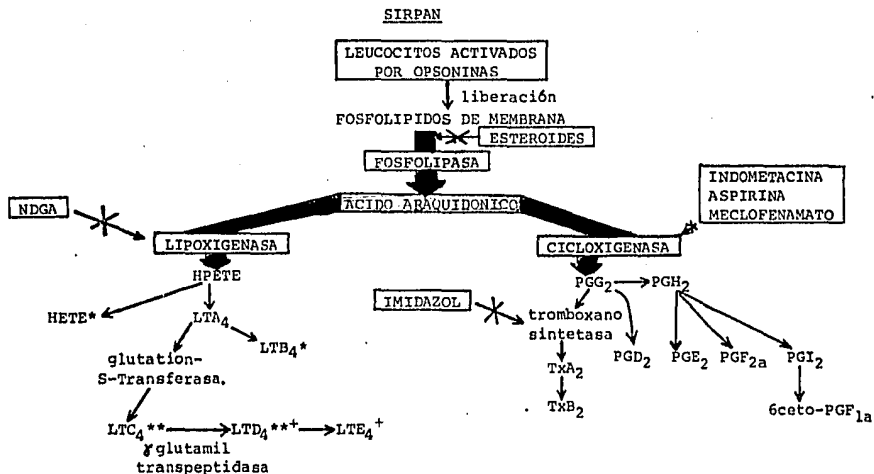 SIRPAN
LEUCOCITOS ACTIVADOS
POR OPSONINAS
liberación
FOSFOLIPIDOS DE MEMBRANA
ESTEROIDES
FOSFOLIPASA
INDOMETACINA
ASPIRINA
MECLOFENAMATO
ACIDO ARAQUIDONICO
NDGA
LIPOXIGENASA
CICLOXIGENASA
HPETE
PGG₂
PGH₂
IMIDAZOL
HETE*
LTA₄
tromboxano
sintetasa
LTB₄*
glutation-
S-Transferasa.
PGD₂
PGE₂
PGF₂a
PGI₂
TxA₂
TxB₂
6ceto-PGF₁a
LTC₄**
LTD₄**⁺
LTE₄⁺
γglutamil
transpeptidasa